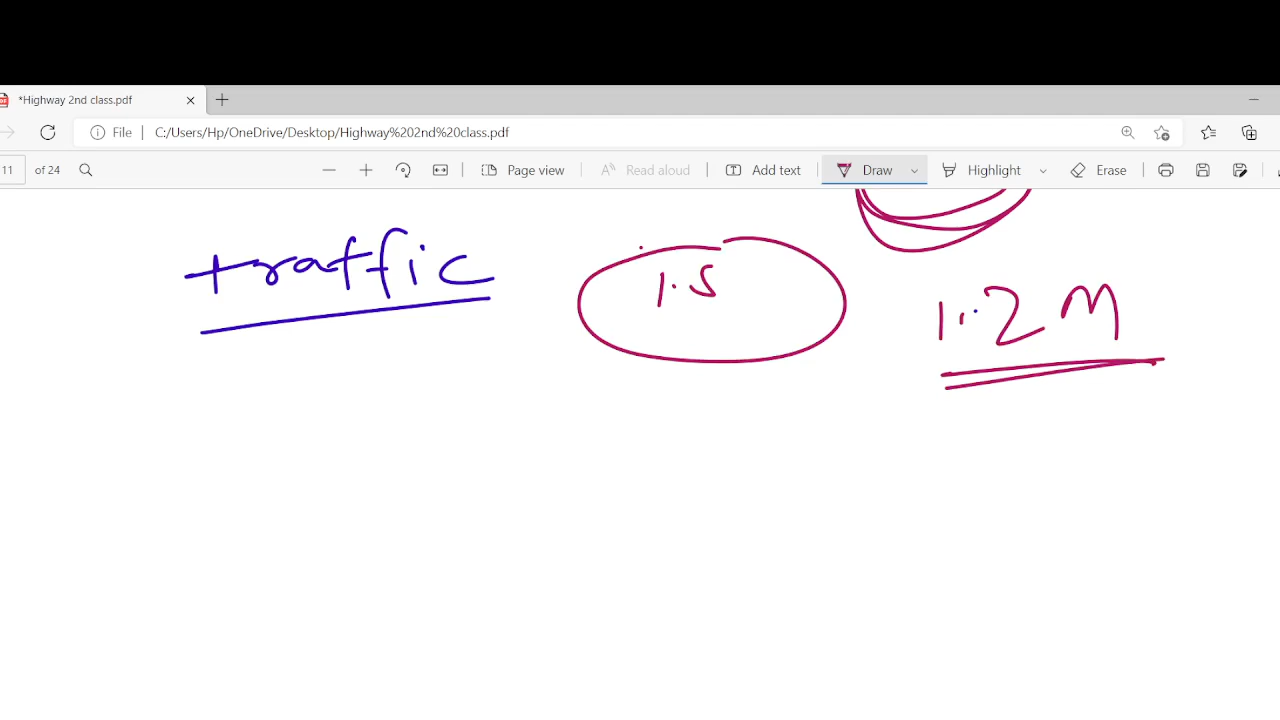 *Highway 2nd class.pdf
File | C:/Users/Hp/OneDrive/Desktop/Highway%202nd%20class.pdf
11 of 24 Page view Read aloud Add text Draw Highlight Erase
traffic 1.5 1.2 M